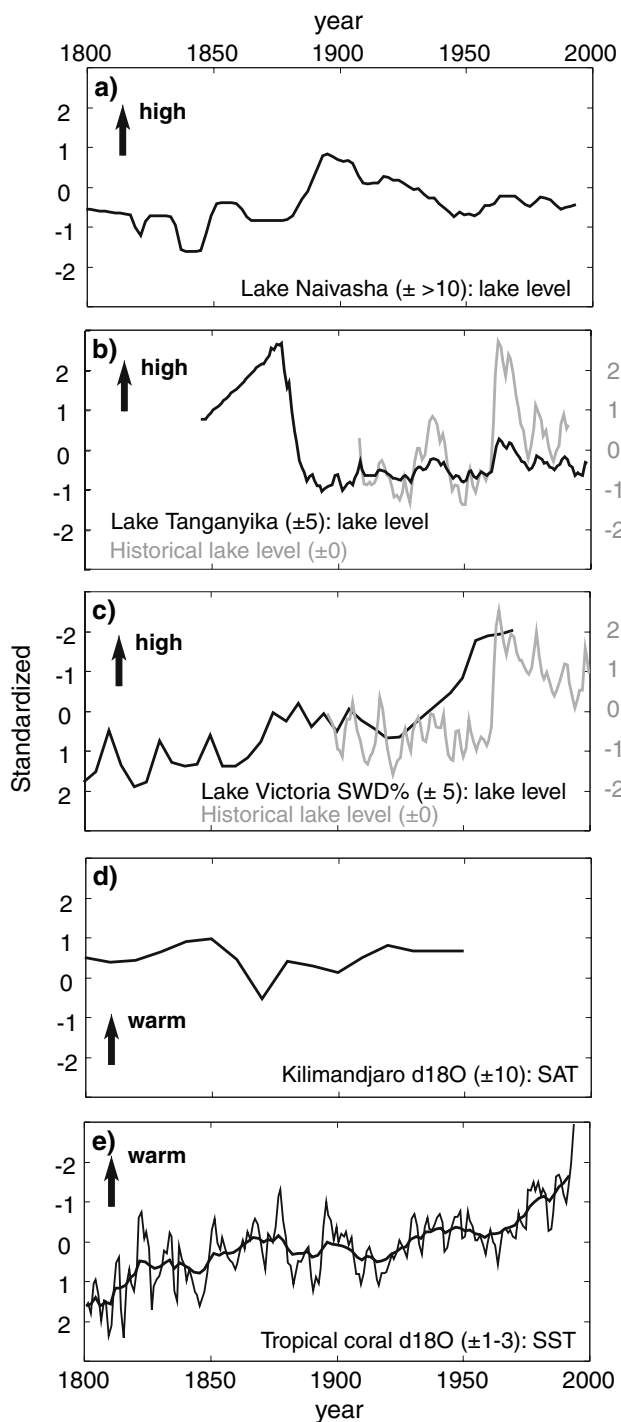 year
1800 1850 1900 1950 2000
a)
high
2
1
0
-1
-2
Lake Naivasha (± >10): lake level
b)
high
2 2
1 1
0 0
-1 -1
-2 -2
Lake Tanganyika (±5): lake level
Historical lake level (±0)
c)
high
Standardized
-2 2
-1 1
0 0
1 -1
2 -2
Lake Victoria SWD% (± 5): lake level
Historical lake level (±0)
d)
2
1
0
-1
-2
warm
Kilimandjaro d18O (±10): SAT
e)
warm
-2
-1
0
1
2
Tropical coral d18O (±1-3): SST
1800 1850 1900 1950 2000
year